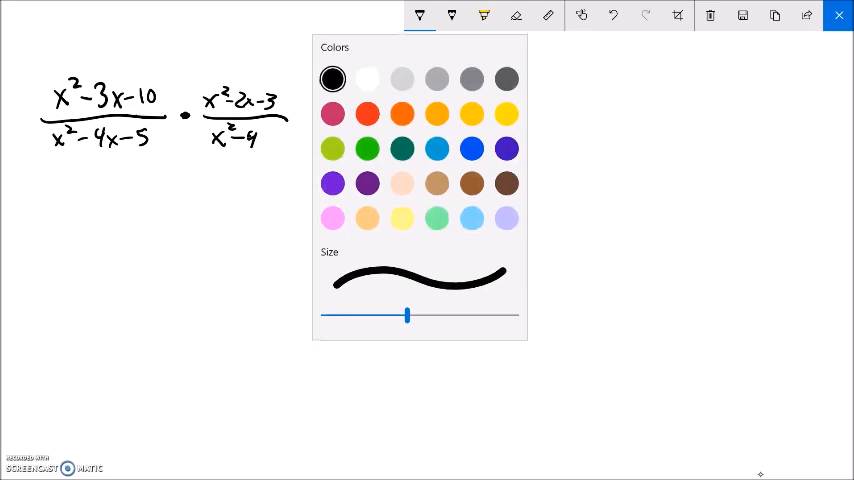 Colors
x²-3x-10 x²-2x-3
x²-4x-5 • x²-4
Size
RECORDED WITH
SCREENCAST MATIC